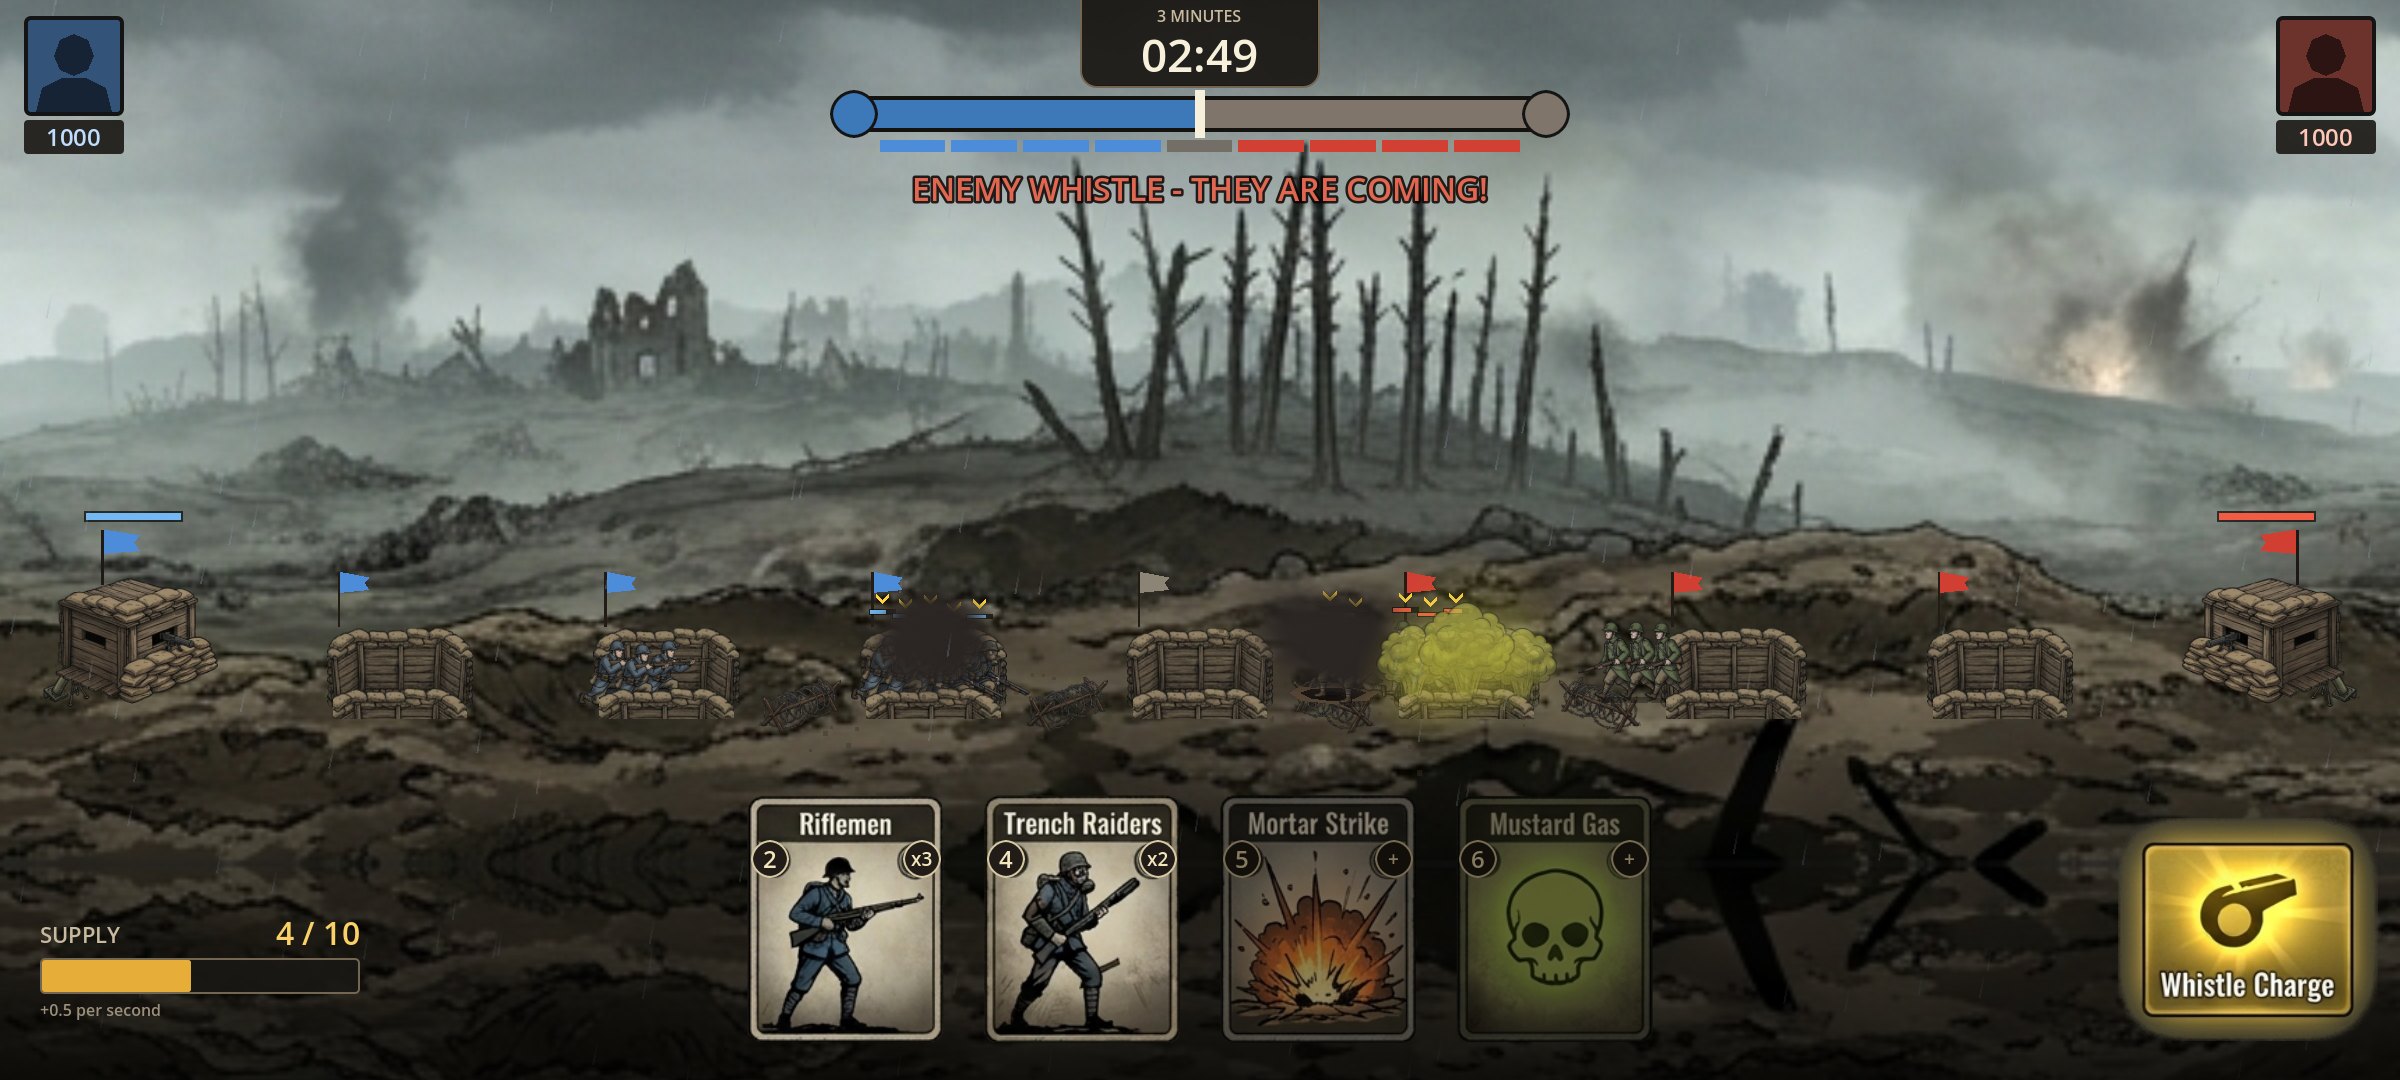 3 MINUTES
02:49
1000
1000
ENEMY WHISTLE - THEY ARE COMING!
Riflemen
2
x3
Trench Raiders
4
x2
Mortar Strike
5
+
Mustard Gas
6
+
SUPPLY
4 / 10
+0.5 per second
Whistle Charge